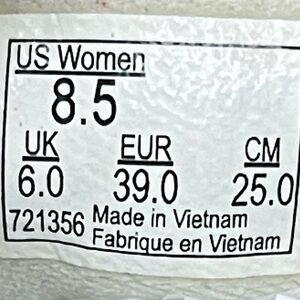 US Women
8.5
UK EUR CM
6.0 39.0 25.0
721356 Made in Vietnam
Fabrique en Vietnam